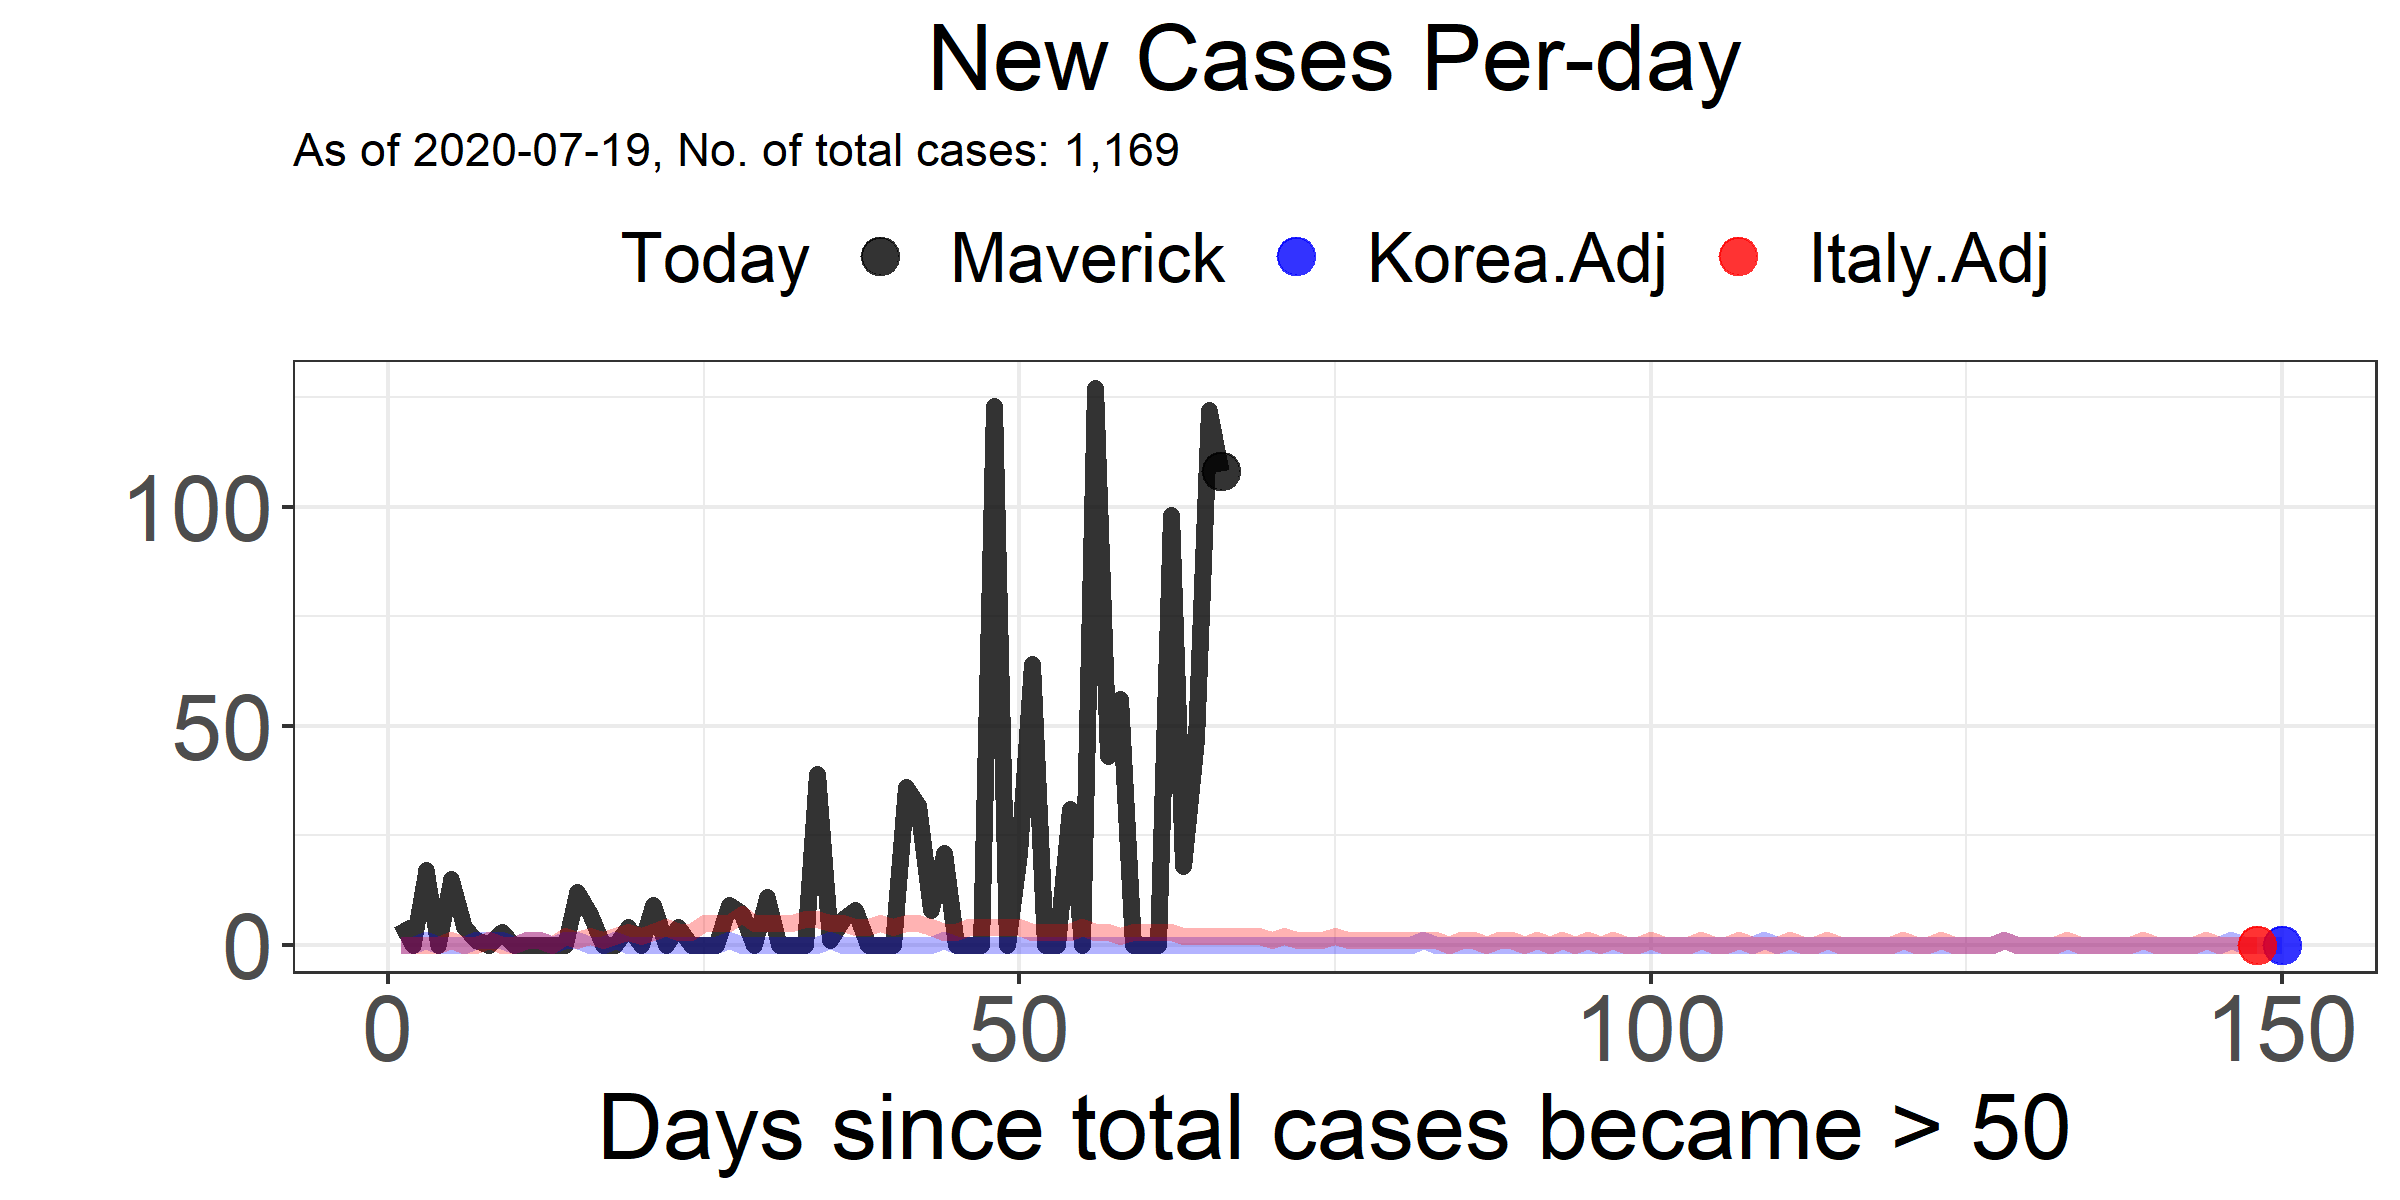 New Cases Per-day
As of 2020-07-19, No. of total cases: 1,169
Today Maverick Korea.Adj Italy.Adj
100
50
0
0 50 100 150
Days since total cases became > 50